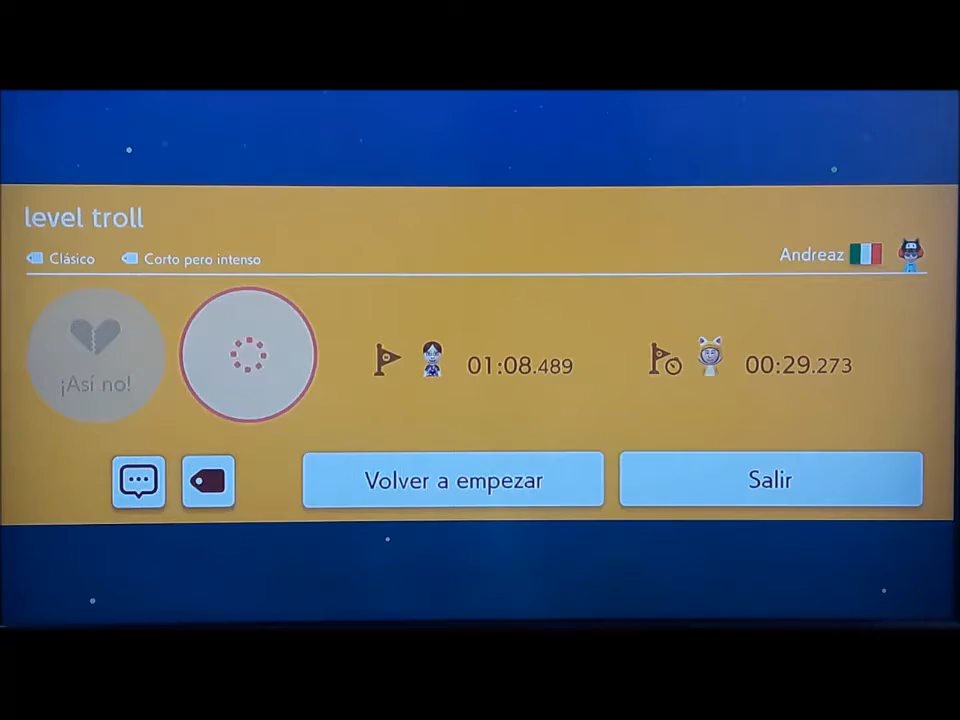 level troll
Clásico Corto pero intenso
Andreaz
¡Así no!
01:08.489
00:29.273
Volver a empezar
Salir